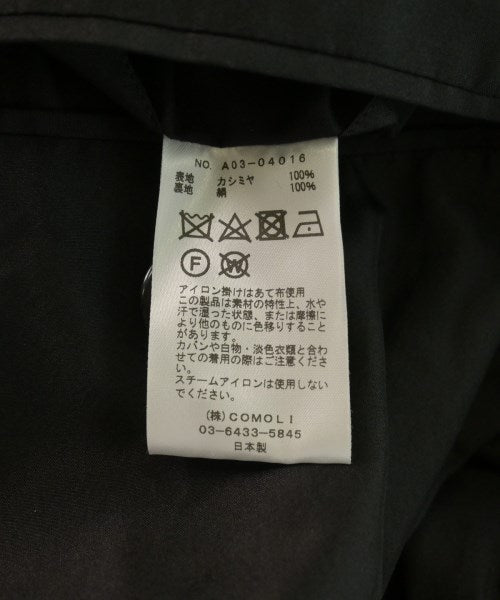 NO. A03-04016
表地 カシミヤ 100%
裏地 絹 100%
F W
アイロン掛けはあて布使用
この製品は素材の特性上、水や
汗で湿った状態、または摩擦に
より他のものに色移りすること
があります。
カバンや白物・淡色衣類と合わ
せての着用の際はご注意くださ
い。
スチームアイロンは使用しない
でください。
(株)COMOLI
03-6433-5845
日本製